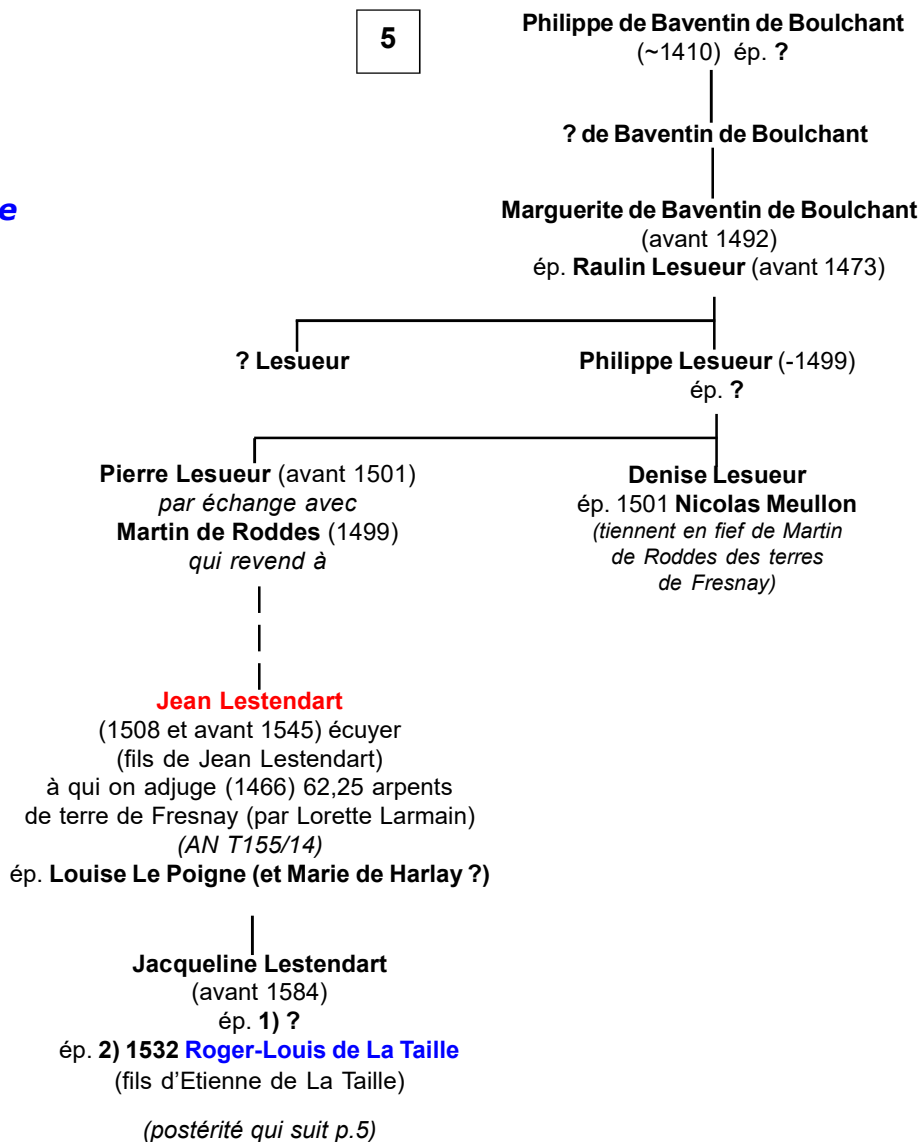 5
Philippe de Baventin de Boulchant
(~1410) ép. ?
? de Baventin de Boulchant
e
Marguerite de Baventin de Boulchant
(avant 1492)
ép. Raulin Lesueur (avant 1473)
? Lesueur
Philippe Lesueur (-1499)
ép. ?
Pierre Lesueur (avant 1501)
par échange avec
Martin de Roddes (1499)
qui revend à
Denise Lesueur
ép. 1501 Nicolas Meullon
(tiennent en fief de Martin
de Roddes des terres
de Fresnay)
Jean Lestendart
(1508 et avant 1545) écuyer
(fils de Jean Lestendart)
à qui on adjuge (1466) 62,25 arpents
de terre de Fresnay (par Lorette Larmain)
(AN T155/14)
ép. Louise Le Poigne (et Marie de Harlay ?)
Jacqueline Lestendart
(avant 1584)
ép. 1) ?
ép. 2) 1532 Roger-Louis de La Taille
(fils d'Etienne de La Taille)
(postérité qui suit p.5)